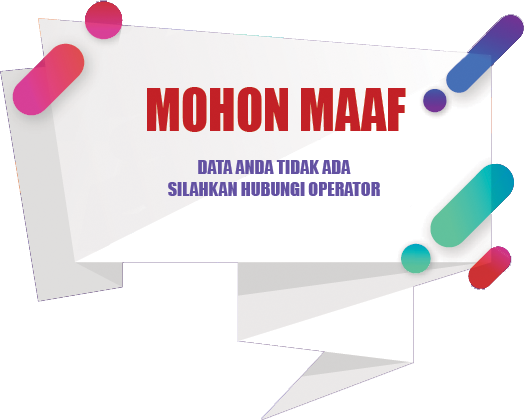 MOHON MAAF
DATA ANDA TIDAK ADA
SILAHKAN HUBUNGI OPERATOR